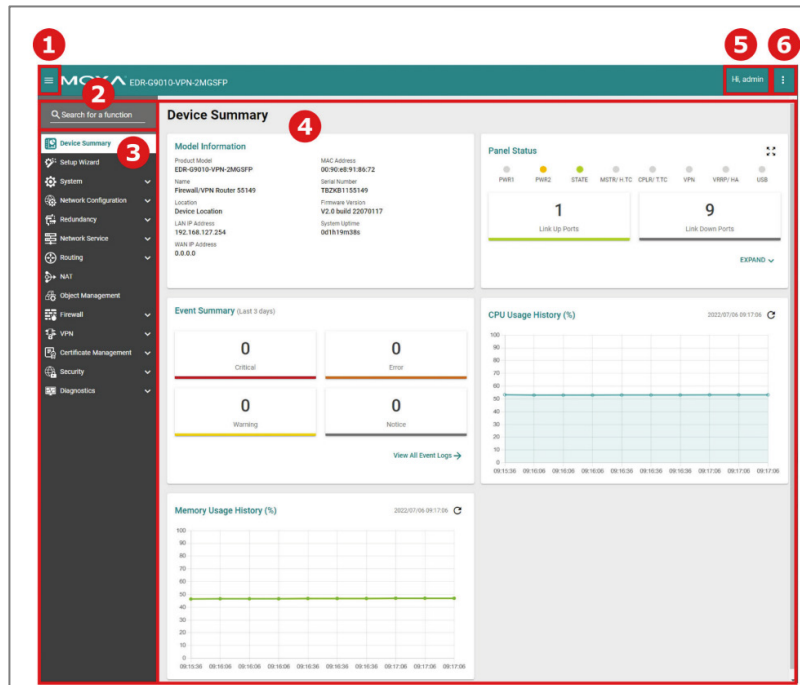 1
5
6
MOXA EDR-G9010-VPN-2MGSFP
Hi, admin
2
Search for a function
3
Device Summary
Setup Wizard
System
Network Configuration
Redundancy
Network Service
Routing
NAT
Object Management
Firewall
VPN
Certificate Management
Security
Diagnostics
Device Summary
4
Model Information
Product Model
EDR-G9010-VPN-2MGSFP
Name
Firewall/VPN Router 55149
Location
Device Location
LAN IP Address
192.168.127.254
WAN IP Address
0.0.0.0
MAC Address
00:90:e8:91:86:72
Serial Number
TBZKB1155149
Firmware Version
V2.0 build 22070117
System Uptime
0d1h19m38s
Panel Status
PWR1 PWR2 STATE MSTR/ H.TC CPLR/ T.TC VPN VRRP/ HA USB
1
Link Up Ports
9
Link Down Ports
EXPAND
Event Summary (Last 3 days)
0
Critical
0
Error
0
Warning
0
Notice
View All Event Logs
CPU Usage History (%)
2022/07/06 09:17:06
100
90
80
70
60
50
40
30
20
10
0
09:15:36 09:16:06 09:16:06 09:16:06 09:16:36 09:16:36 09:17:06 09:17:06 09:17:06
Memory Usage History (%)
2022/07/06 09:17:06
100
90
80
70
60
50
40
30
20
10
0
09:15:36 09:16:06 09:16:06 09:16:06 09:16:36 09:16:36 09:17:06 09:17:06 09:17:06